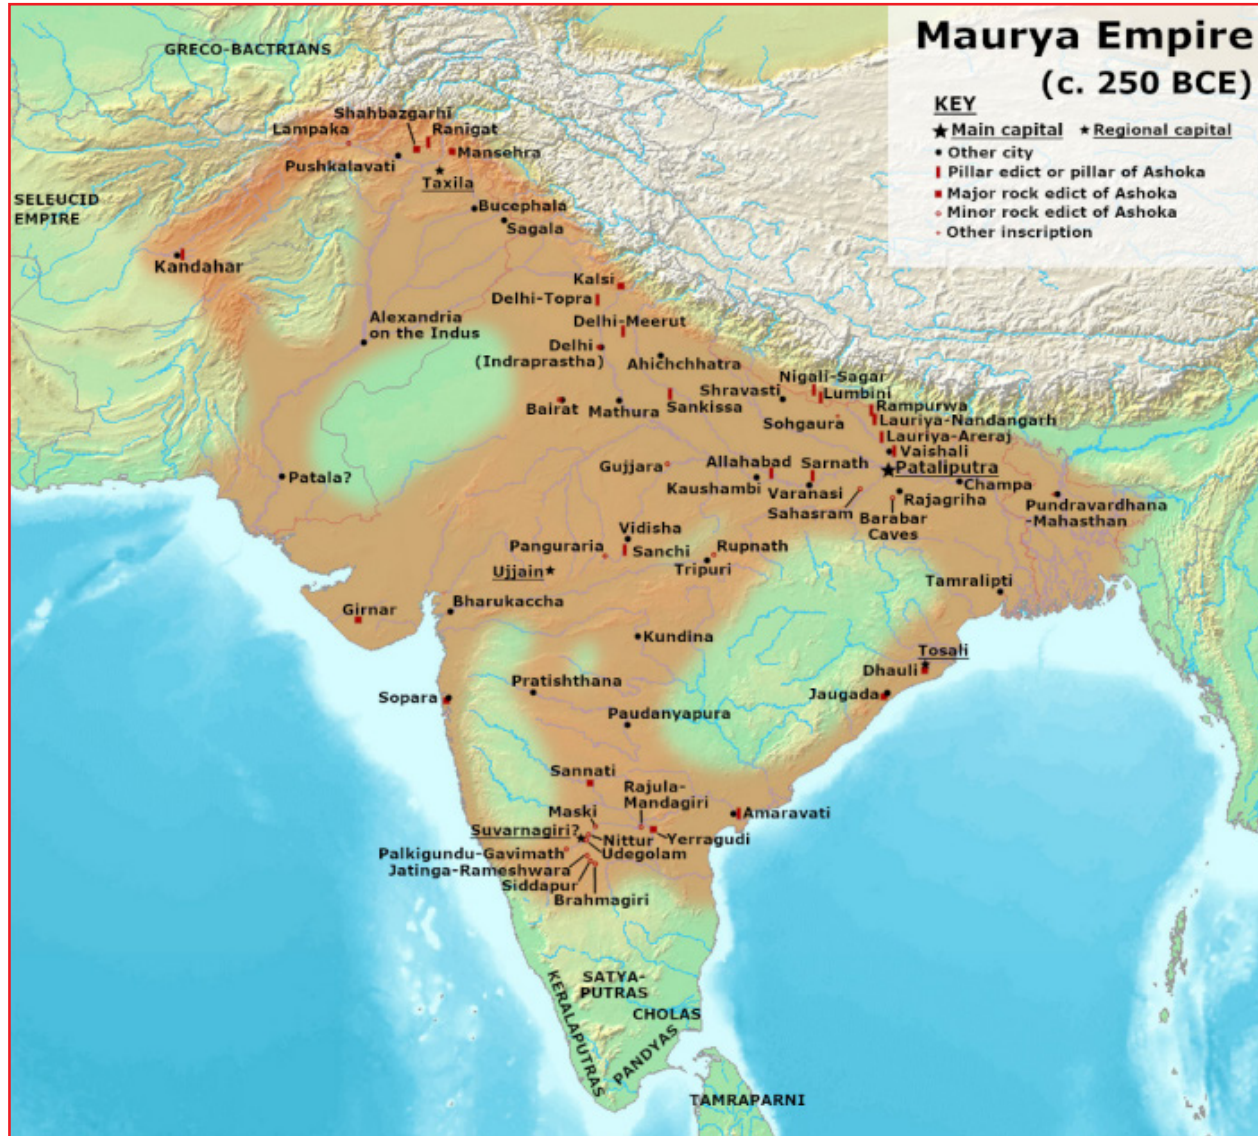 Maurya Empire
(c. 250 BCE)
KEY
Main capital
Regional capital
Other city
Pillar edict or pillar of Ashoka
Major rock edict of Ashoka
Minor rock edict of Ashoka
Other inscription
GRECO-BACTRIANS
Shahbazgarhi
Lampaka
Ranigat
Pushkalavati
Mansehra
Taxila
SELEUCID
EMPIRE
Bucephala
Sagala
Kandahar
Kalsi
Delhi-Topra
Alexandria
on the Indus
Delhi-Meerut
Delhi
(Indraprastha)
Ahichchhatra
Nigali-Sagar
Shravasti
Lumbini
Bairat
Mathura
Sankissa
Rampurwa
Sohgaura
Lauriya-Nandangarh
Lauriya-Areraj
Vaishali
Gujjara
Allahabad
Sarnath
Pataliputra
Patala?
Kaushambi
Varanasi
Champa
Sahasram
Rajagriha
Pundravardhana
-Mahasthan
Barabar
Caves
Vidisha
Panguraria
Sanchi
Rupnath
Ujjain
Tripuri
Tamralipti
Girnar
Bharukaccha
Kundina
Tosali
Dhauli
Sopara
Pratishthana
Jaugada
Paudanyapura
Sannati
Rajula-
Mandagiri
Maski
Amaravati
Suvarnagiri?
Nittur
Yerragudi
Palkigundu-Gavimath
Udegolam
Jatinga-Rameshwara
Siddapur
Brahmagiri
SATYA-
PUTRAS
KERALAPUTRAS
CHOLAS
PANDYAS
TAMRAPARNI